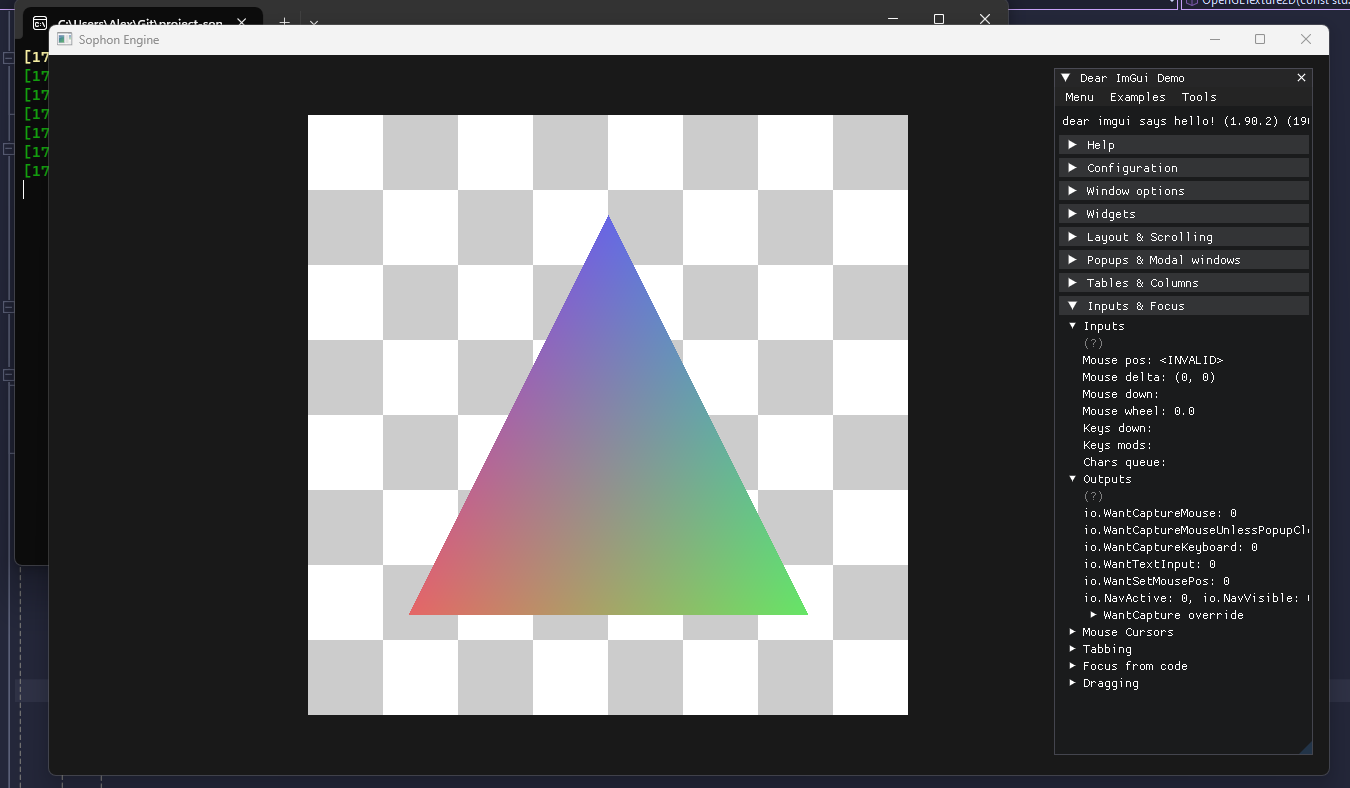 C:\Users\Alex\Git\project-sop
OpenGLTexture2D(const std:
[17
[17
[17
[17
[17
[17
[17
Sophon Engine
Dear ImGui Demo
Menu Examples Tools
dear imgui says hello! (1.90.2) (190
Help
Configuration
Window options
Widgets
Layout & Scrolling
Popups & Modal windows
Tables & Columns
Inputs & Focus
Inputs
(?)
Mouse pos: <INVALID>
Mouse delta: (0, 0)
Mouse down:
Mouse wheel: 0.0
Keys down:
Keys mods:
Chars queue:
Outputs
(?)
io.WantCaptureMouse: 0
io.WantCaptureMouseUnlessPopupClo
io.WantCaptureKeyboard: 0
io.WantTextInput: 0
io.WantSetMousePos: 0
io.NavActive: 0, io.NavVisible:
WantCapture override
Mouse Cursors
Tabbing
Focus from code
Dragging